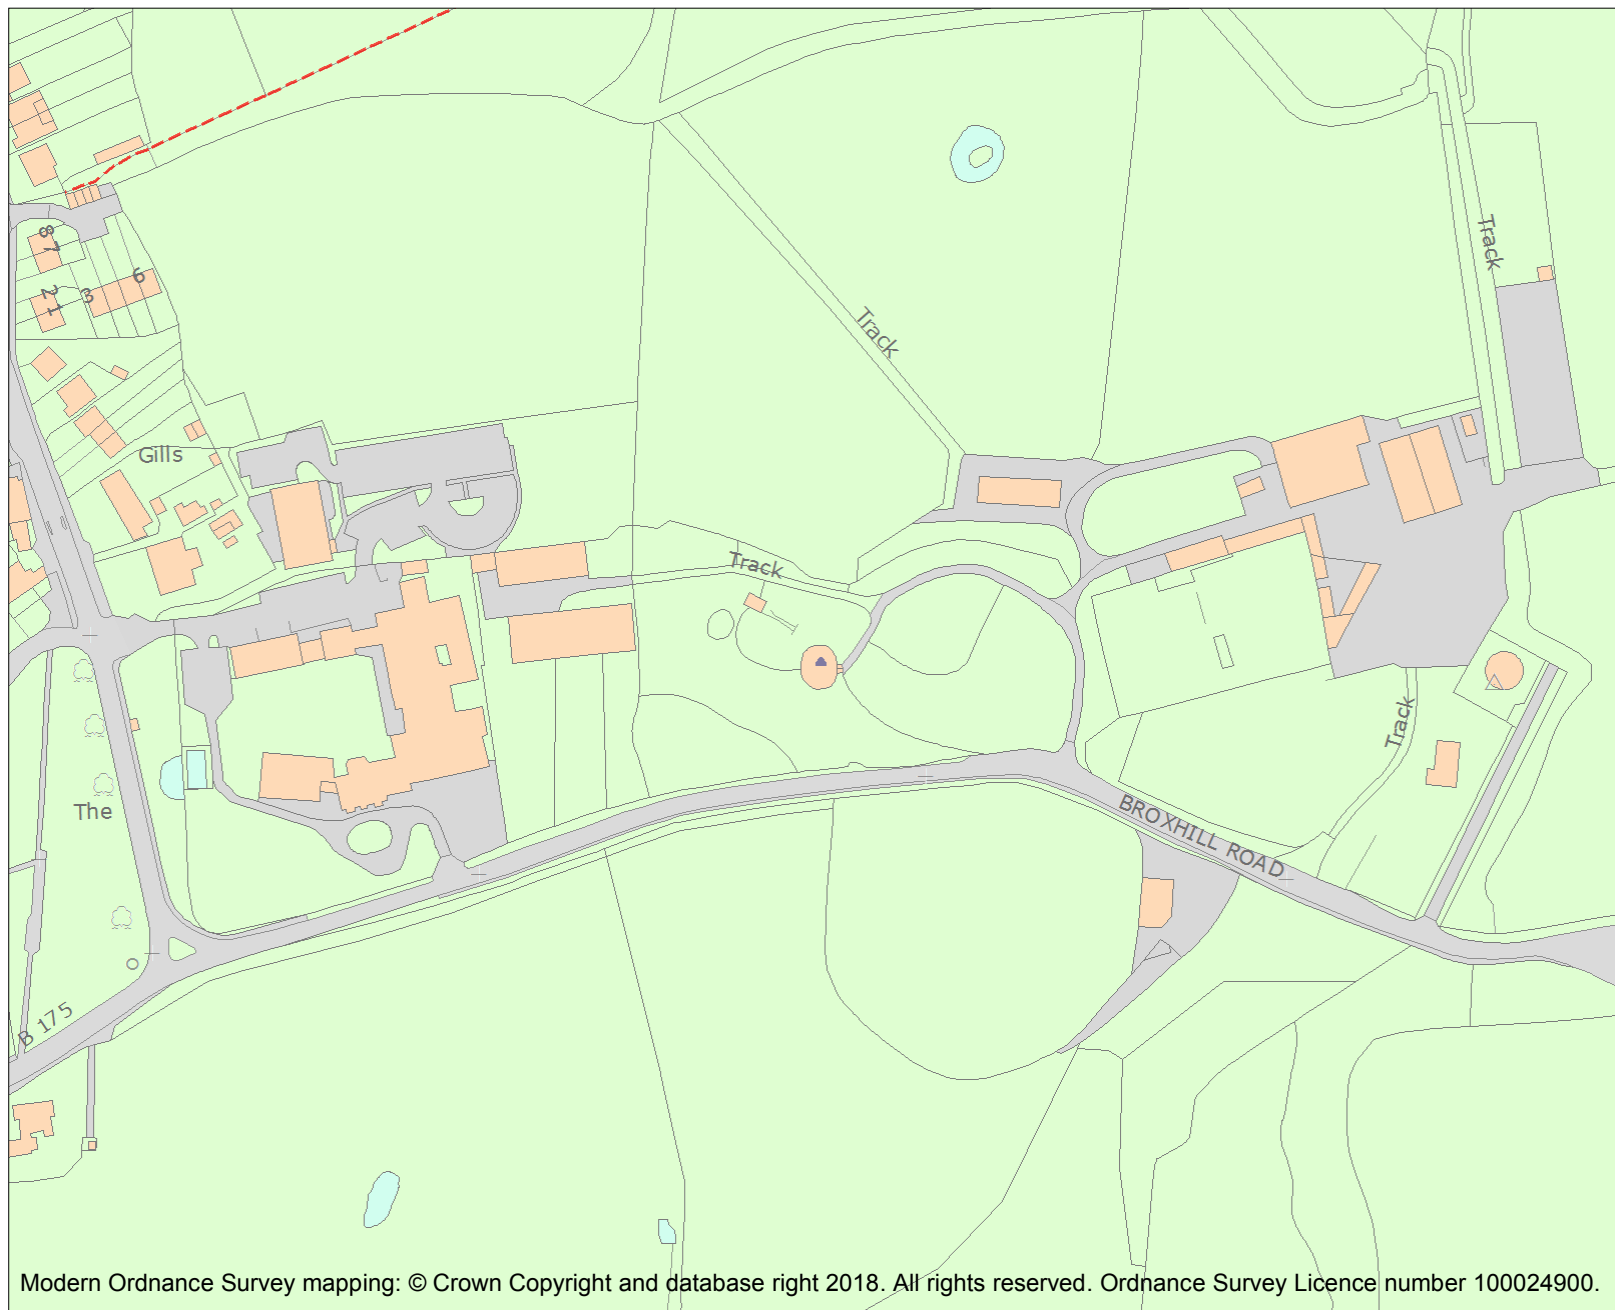 Track
8
7
6
3
2
1
Track
Gills
Track
Track
The
BROXHILL ROAD
B 175
Modern Ordnance Survey mapping: © Crown Copyright and database right 2018. All rights reserved. Ordnance Survey Licence number 100024900.